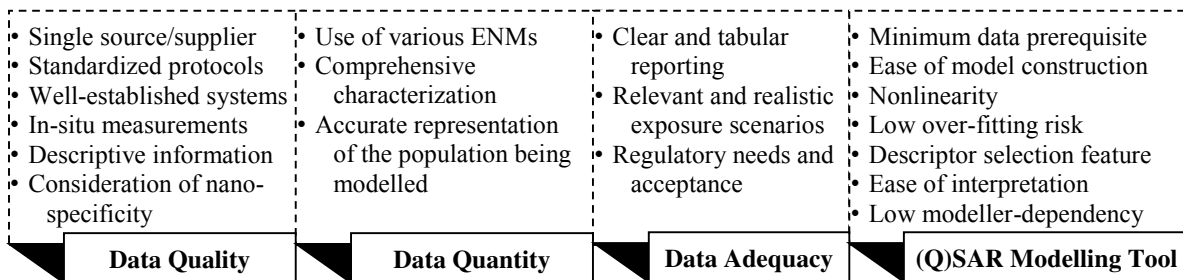 • Single source/supplier
• Standardized protocols
• Well-established systems
• In-situ measurements
• Descriptive information
• Consideration of nano-
specificity
Data Quality
• Use of various ENMs
• Comprehensive
characterization
• Accurate representation
of the population being
modelled
Data Quantity
• Clear and tabular
reporting
• Relevant and realistic
exposure scenarios
• Regulatory needs and
acceptance
Data Adequacy
• Minimum data prerequisite
• Ease of model construction
• Nonlinearity
• Low over-fitting risk
• Descriptor selection feature
• Ease of interpretation
• Low modeller-dependency
(Q)SAR Modelling Tool